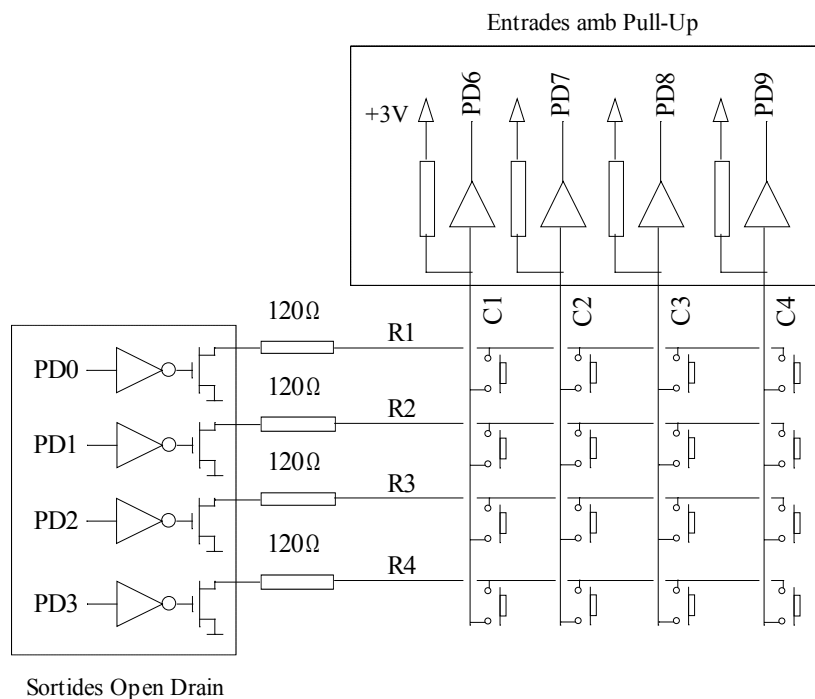 Entrades amb Pull-Up
+3V
PD6
PD7
PD8
PD9
C1
C2
C3
C4
120Ω
R1
PD0
120Ω
R2
PD1
120Ω
R3
PD2
120Ω
R4
PD3
Sortides Open Drain